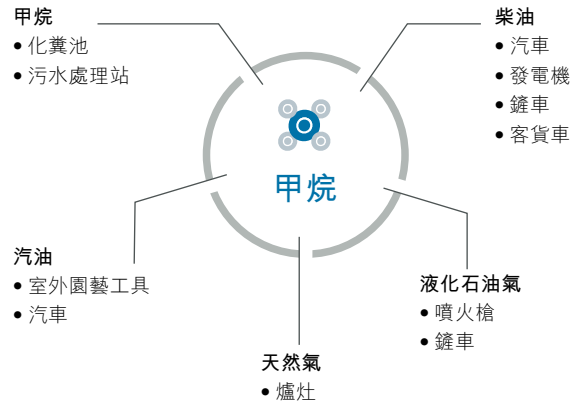 甲烷
• 化糞池
• 污水處理站
柴油
• 汽車
• 發電機
• 鏟車
• 客貨車
甲烷
汽油
• 室外園藝工具
• 汽車
液化石油氣
• 噴火槍
• 鏟車
天然氣
• 爐灶